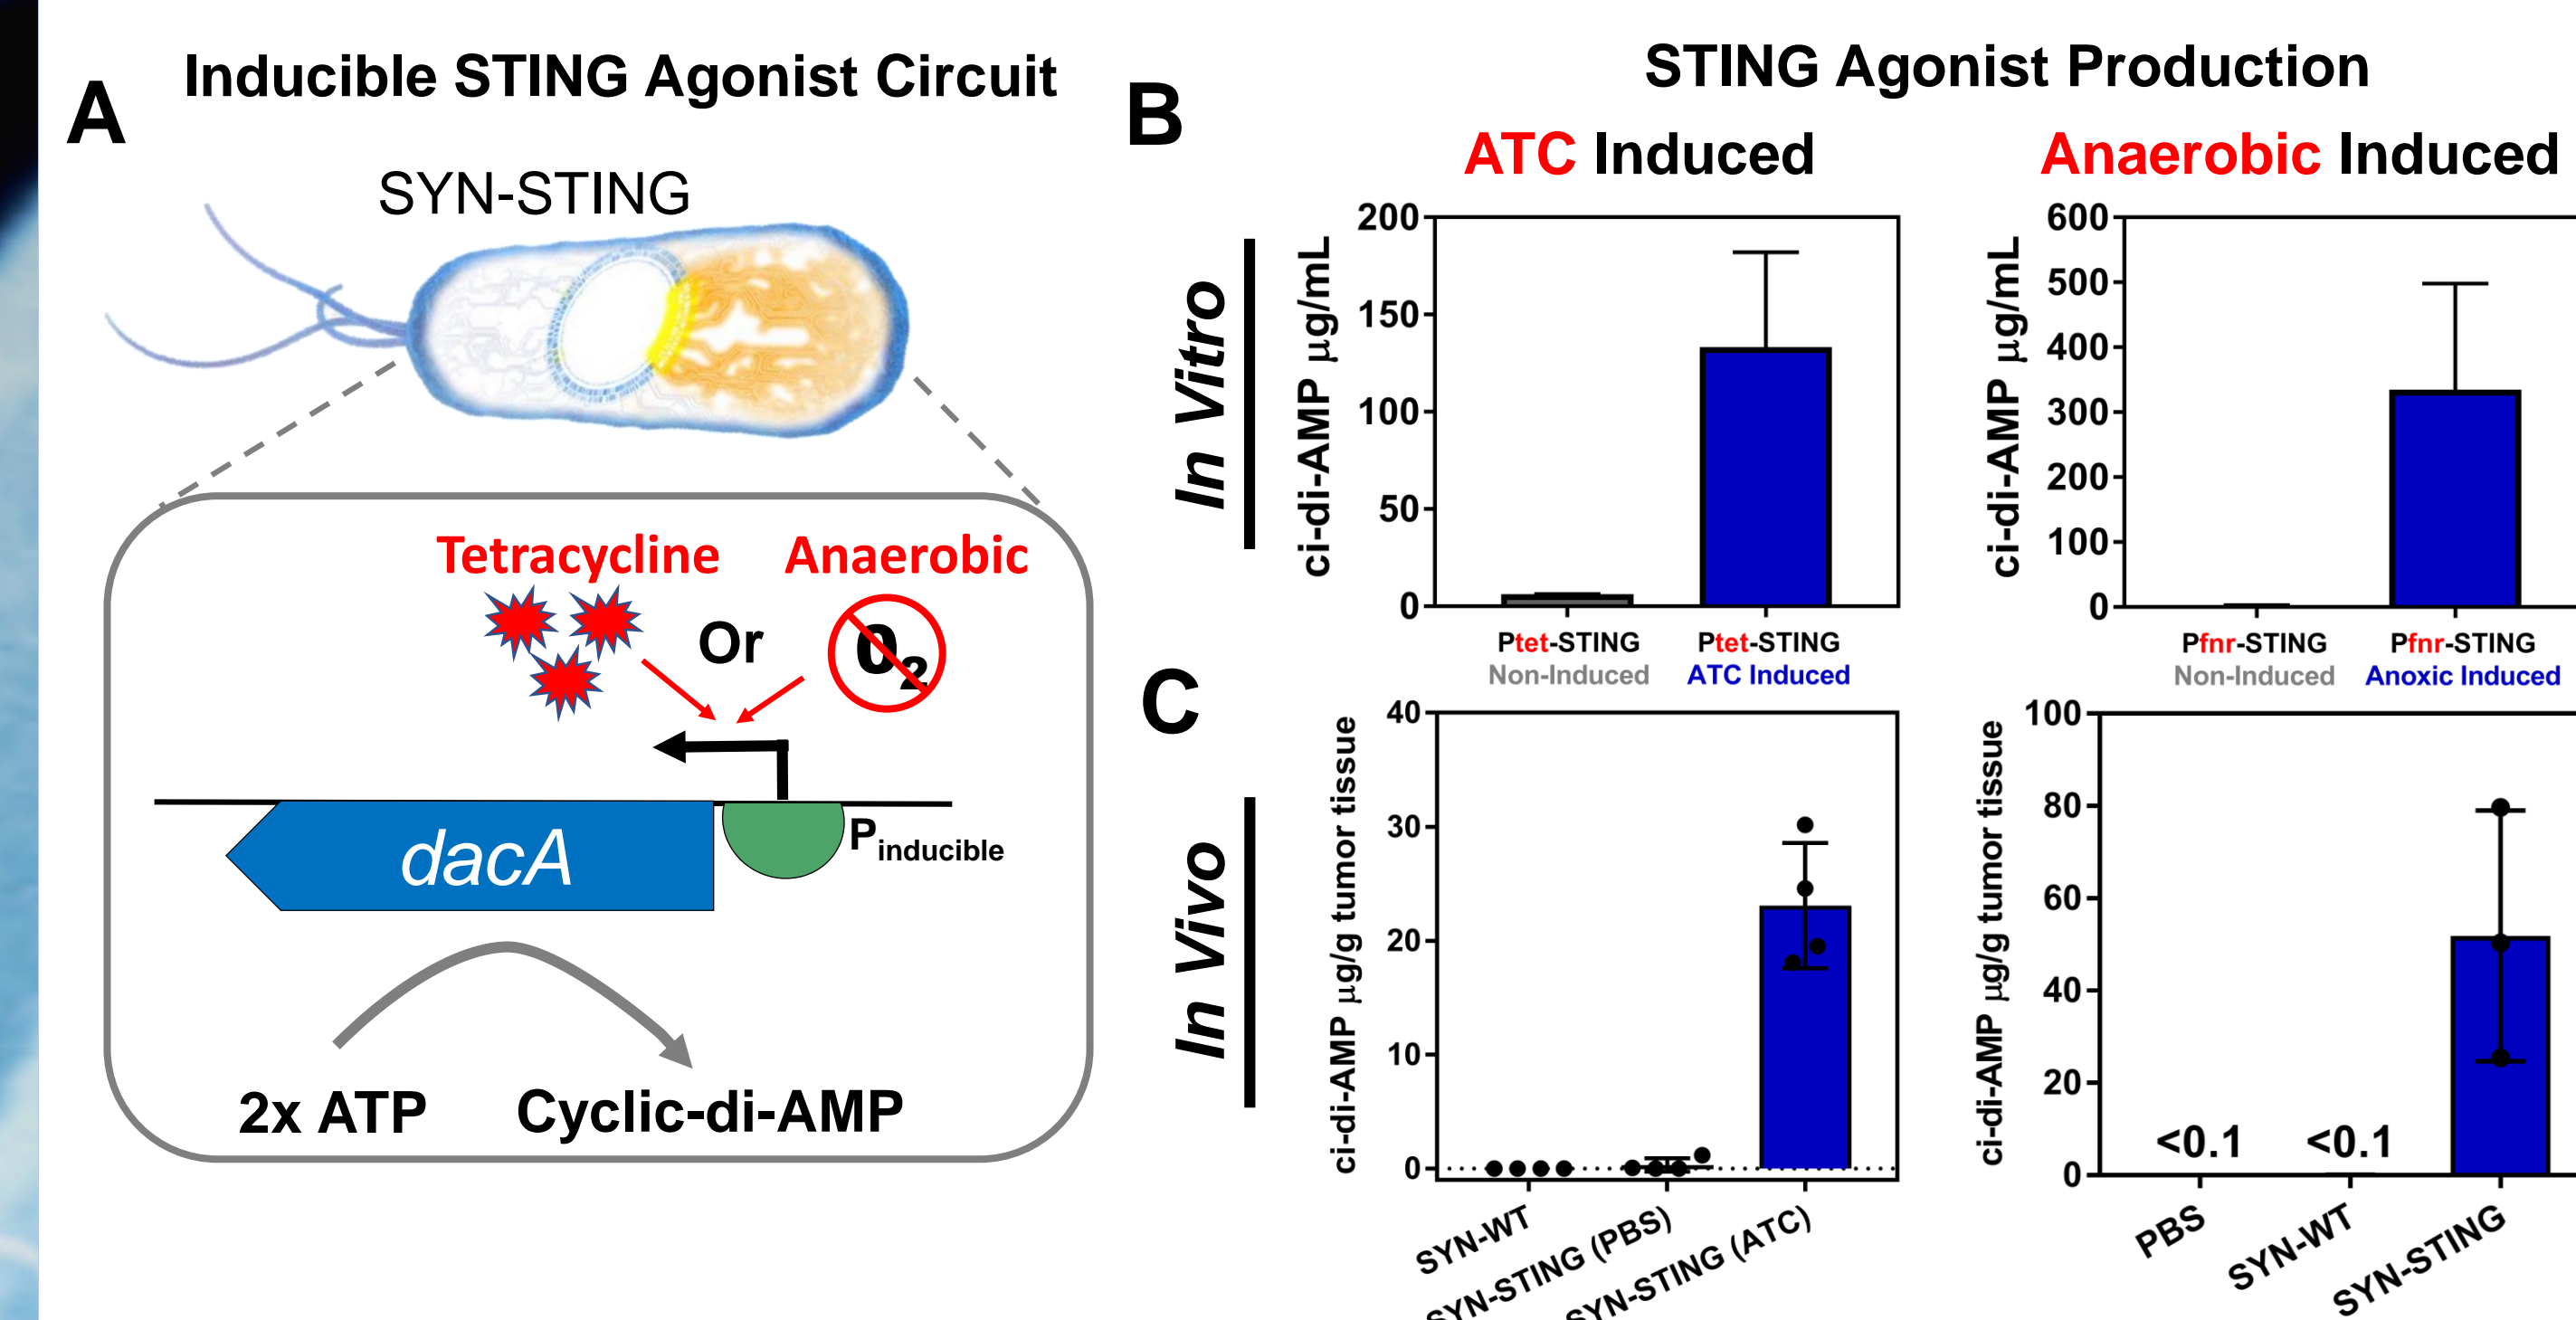 A
Inducible STING Agonist Circuit
SYN-STING
Tetracycline
Anaerobic
Or
02
dacA
Pinducible
2x ATP
Cyclic-di-AMP
B
STING Agonist Production
ATC Induced
Anaerobic Induced
In Vitro
ci-di-AMP µg/mL
200
150
100
50
0
Ptet-STING
Non-Induced
Ptet-STING
ATC Induced
ci-di-AMP µg/mL
600
500
400
300
200
100
0
Pfnr-STING
Non-Induced
Pfnr-STING
Anoxic Induced
C
In Vivo
ci-di-AMP µg/g tumor tissue
40
30
20
10
0
SYN-WT
SYN-STING (PBS)
SYN-STING (ATC)
ci-di-AMP µg/g tumor tissue
100
80
60
40
20
0
<0.1
<0.1
PBS
SYN-WT
SYN-STING